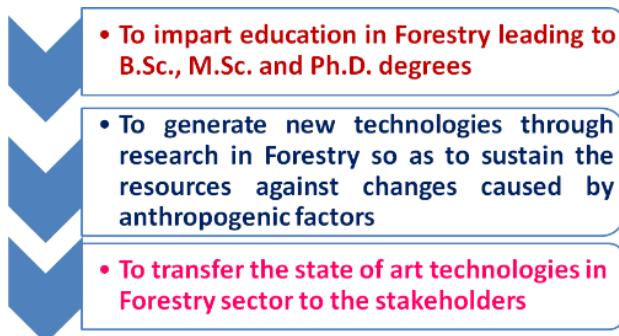 • To impart education in Forestry leading to
B.Sc., M.Sc. and Ph.D. degrees
• To generate new technologies through
research in Forestry so as to sustain the
resources against changes caused by
anthropogenic factors
• To transfer the state of art technologies in
Forestry sector to the stakeholders